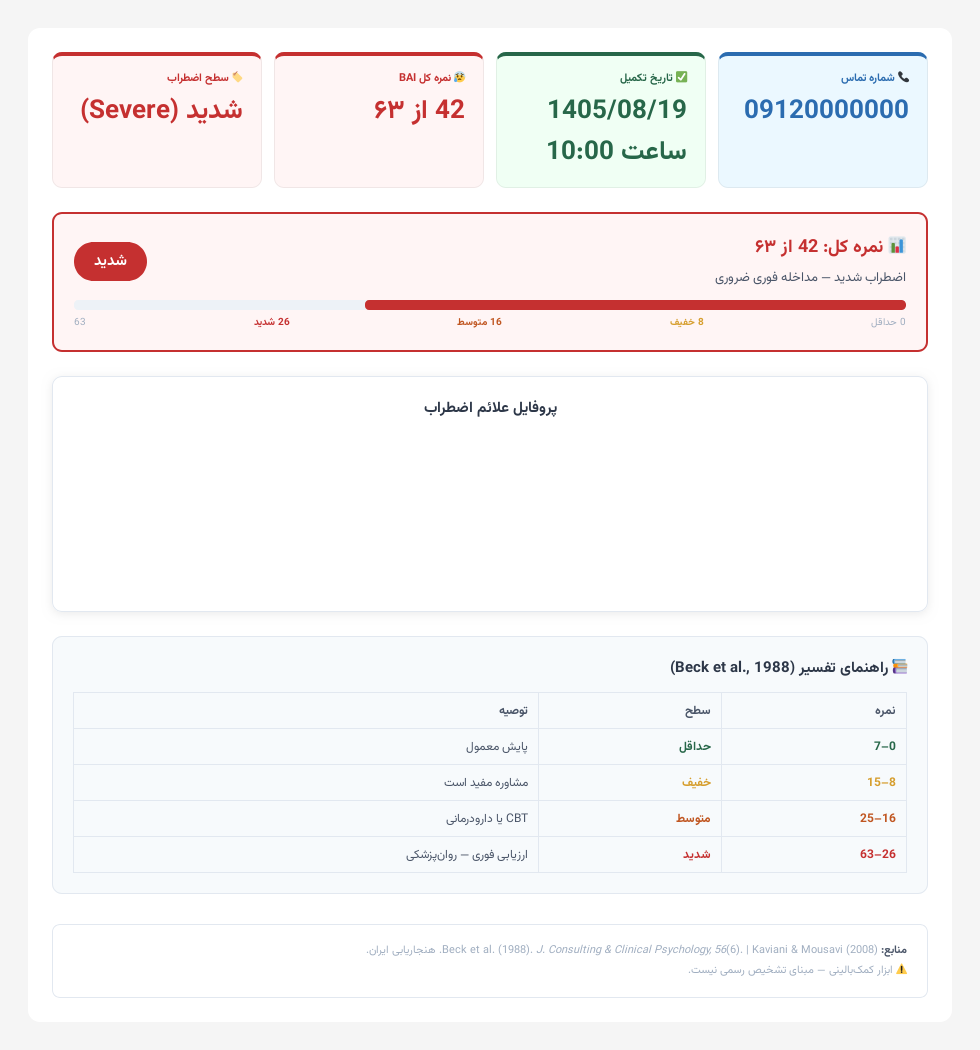 📞 شماره تماس
09120000000
✅ تاریخ تکمیل
1405/08/19
ساعت 10:00
😰 نمره کل BAI
42 از ۶۳
🏷️ سطح اضطراب
شدید (Severe)
📊 نمره کل: 42 از ۶۳
اضطراب شدید — مداخله فوری ضروری
شدید
0 حداقل 8 خفیف 16 متوسط 26 شدید 63
پروفایل علائم اضطراب
📚 راهنمای تفسیر (Beck et al., 1988)
نمره سطح توصیه
0–7 حداقل پایش معمول
8–15 خفیف مشاوره مفید است
16–25 متوسط CBT یا دارودرمانی
26–63 شدید ارزیابی فوری — روان‌پزشکی
منابع: Beck et al. (1988). J. Consulting & Clinical Psychology, 56(6). | Kaviani & Mousavi (2008). هنجاریابی ایران.
⚠️ ابزار کمک‌بالینی — مبنای تشخیص رسمی نیست.